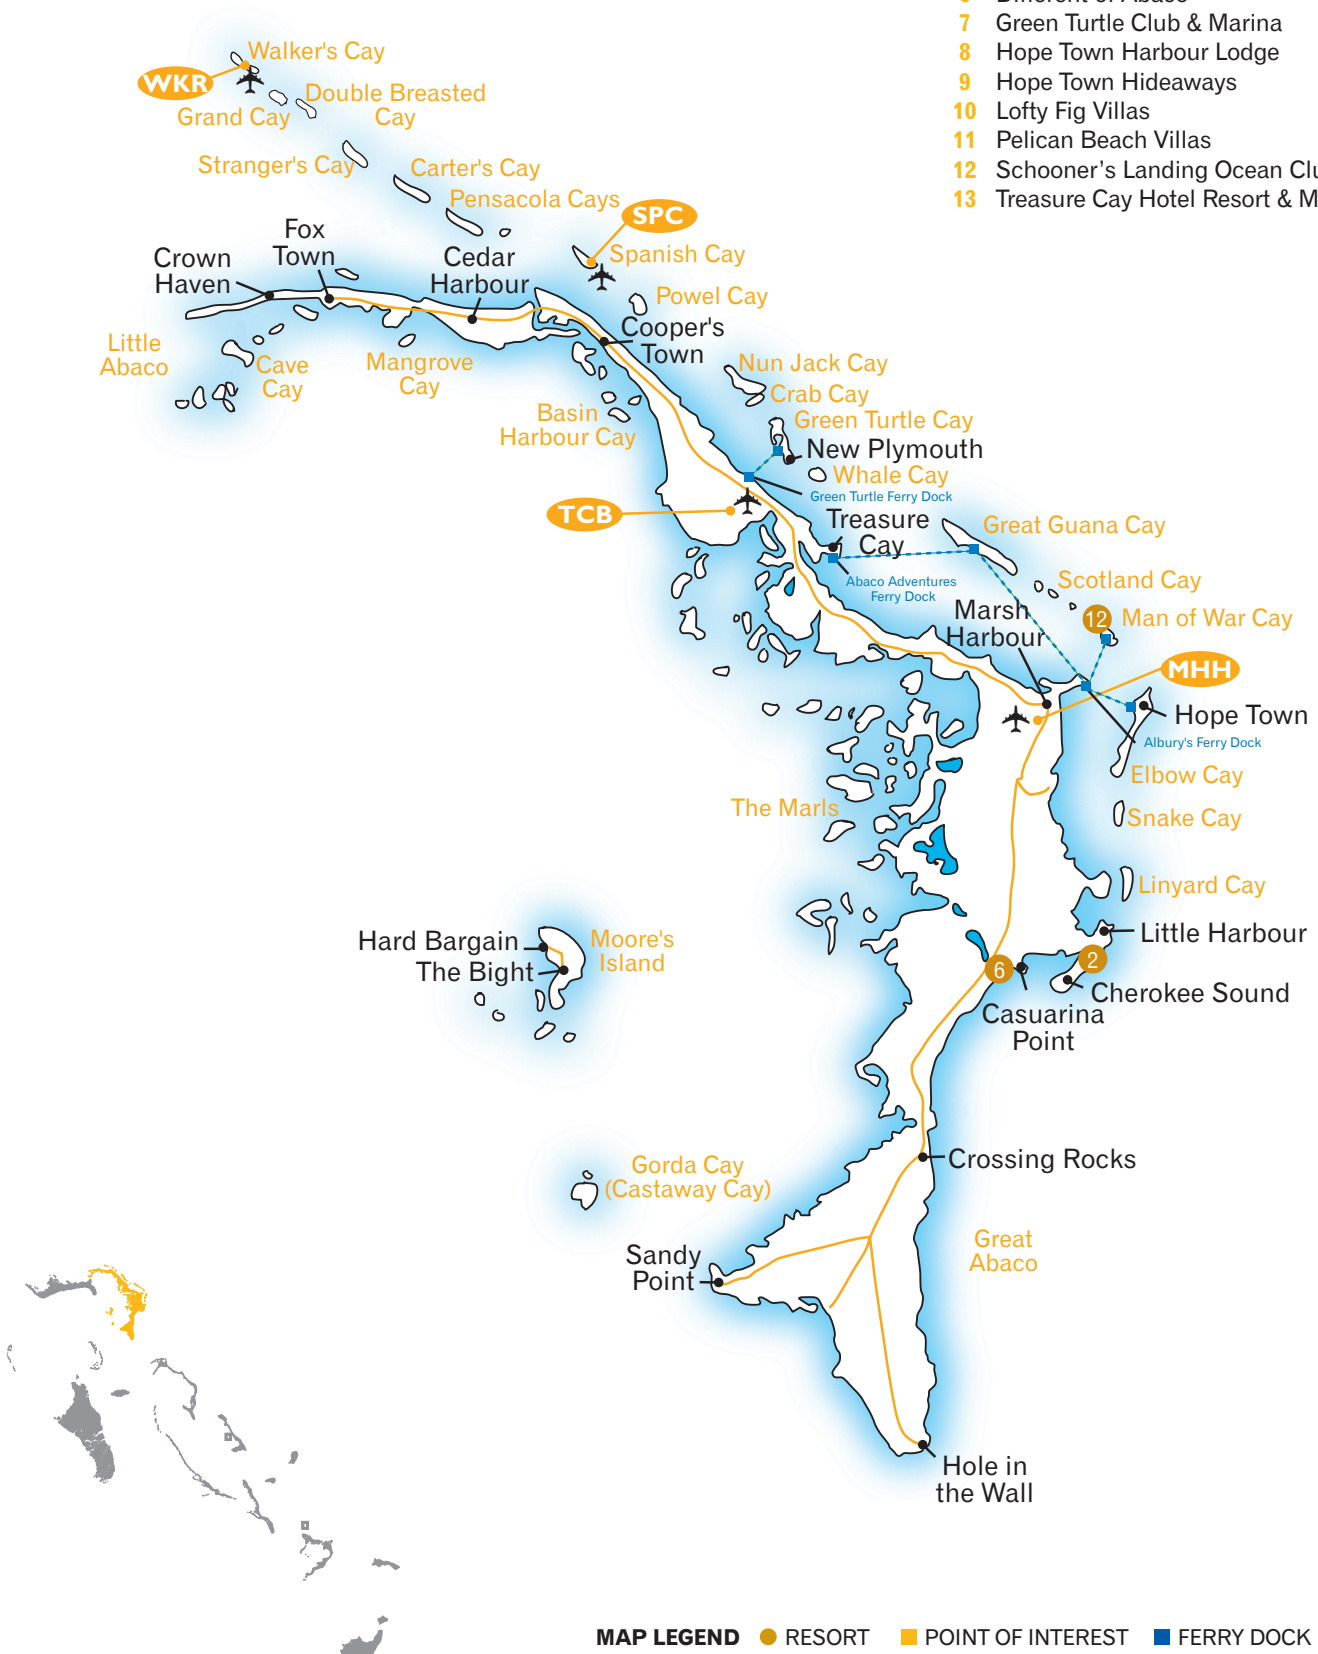 7 Green Turtle Club & Marina
8 Hope Town Harbour Lodge
9 Hope Town Hideaways
10 Lofty Fig Villas
11 Pelican Beach Villas
12 Schooner's Landing Ocean
13 Treasure Cay Hotel Resort &
Walker's Cay
WKR
Double Breasted
Cay
Grand Cay
Stranger's Cay
Carter's Cay
Pensacola Cays
SPC
Spanish Cay
Fox
Town
Crown
Haven
Cedar
Harbour
Powel Cay
Cooper's
Town
Little
Abaco
Cave
Cay
Mangrove
Cay
Nun Jack Cay
Crab Cay
Basin
Harbour Cay
Green Turtle Cay
New Plymouth
Whale Cay
Green Turtle Ferry Dock
TCB
Treasure
Cay
Great Guana Cay
Abaco Adventures
Ferry Dock
Scotland Cay
Marsh
Harbour
12
Man of War Cay
MHH
Hope Town
Albury's Ferry Dock
Elbow Cay
The Marls
Snake Cay
Linyard Cay
Hard Bargain
The Bight
Moore's
Island
Little Harbour
6
2
Cherokee Sound
Casuarina
Point
Crossing Rocks
Gorda Cay
(Castaway Cay)
Great
Abaco
Sandy
Point
Hole in
the Wall
MAP LEGEND RESORT POINT OF INTEREST FERRY DOCK